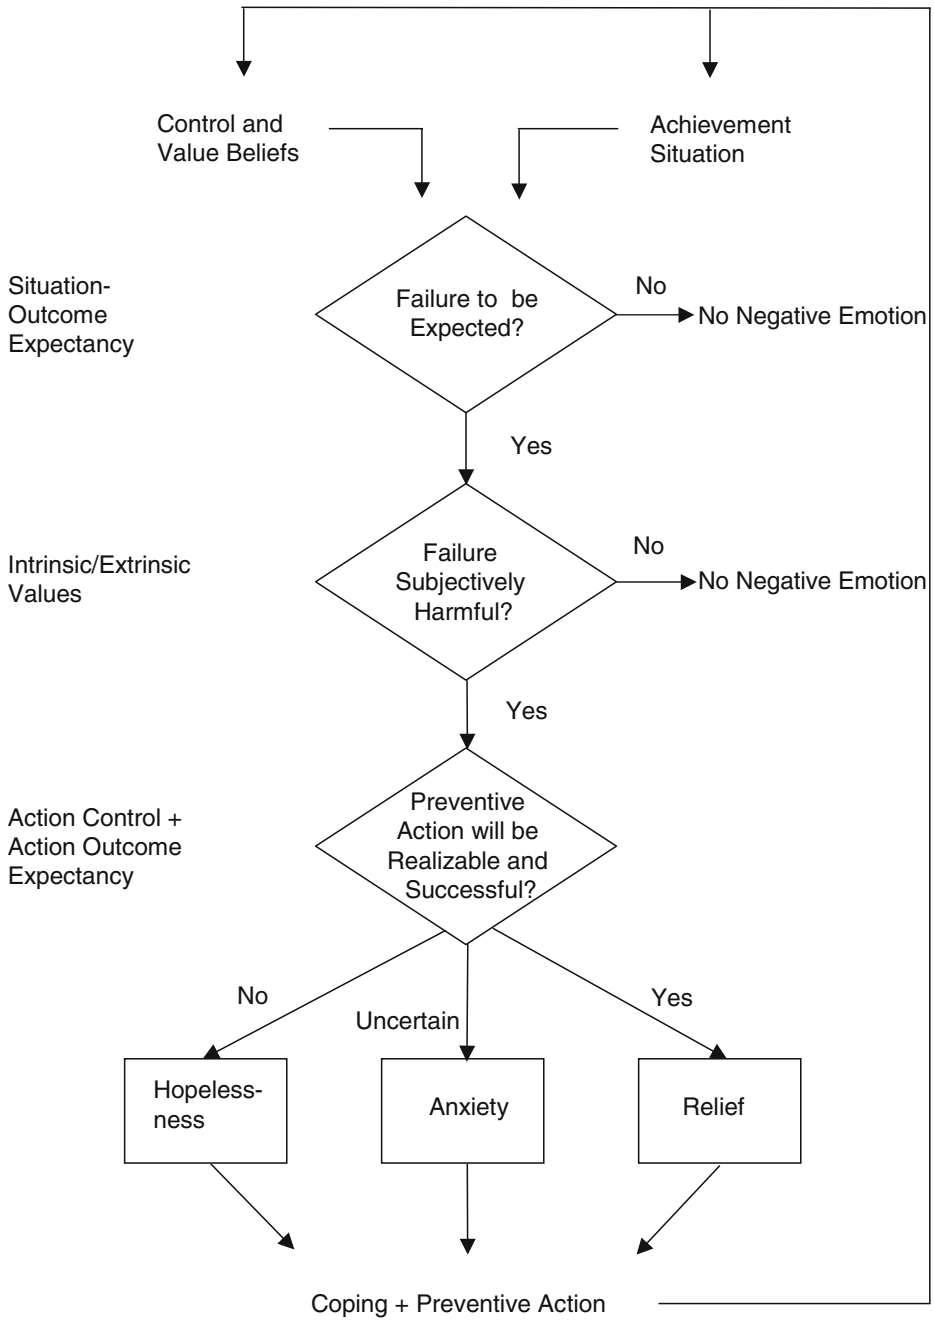 Control and
Value Beliefs
Achievement
Situation
Situation-
Outcome
Expectancy
Failure to be
Expected?
No
No Negative Emotion
Yes
Intrinsic/Extrinsic
Values
Failure
Subjectively
Harmful?
No
No Negative Emotion
Yes
Action Control +
Action Outcome
Expectancy
Preventive
Action will be
Realizable and
Successful?
No
Uncertain
Yes
Hopeless-
ness
Anxiety
Relief
Coping + Preventive Action